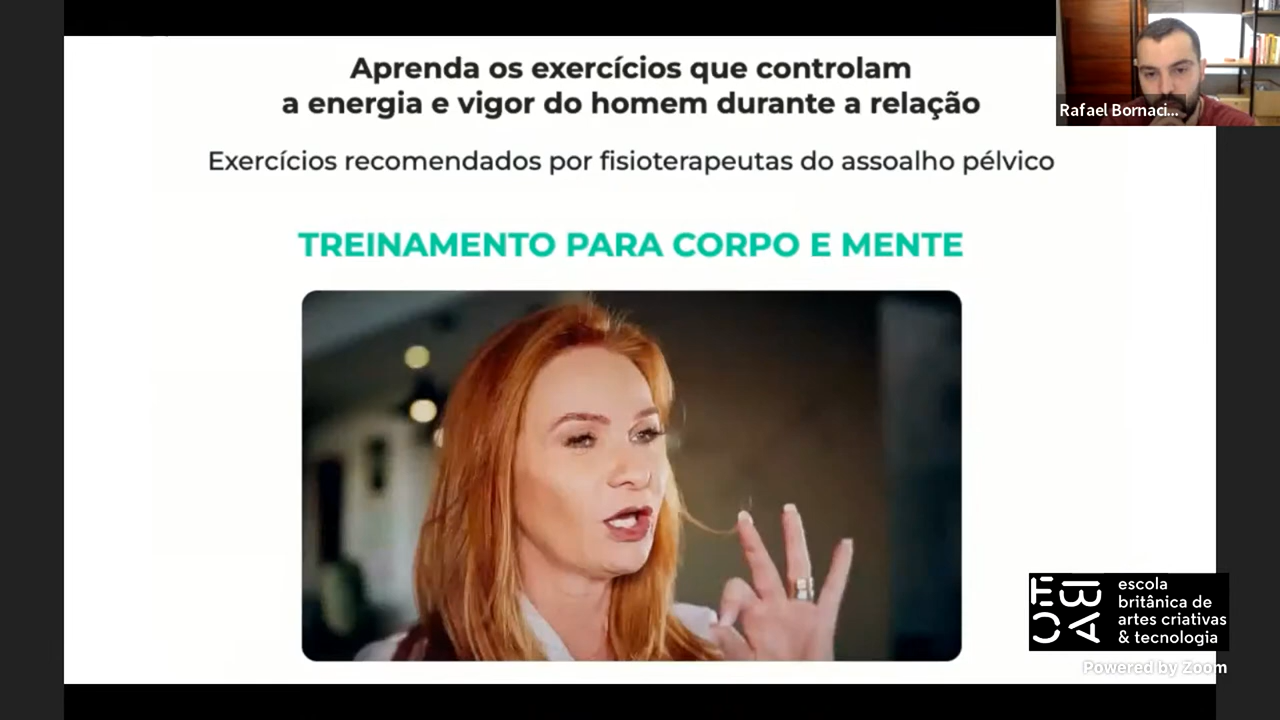 Aprenda os exercícios que controlam
a energia e vigor do homem durante a relação
Rafael Bornaci...
Exercícios recomendados por fisioterapeutas do assoalho pélvico
TREINAMENTO PARA CORPO E MENTE
EBAC
escola
britânica de
artes criativas
& tecnologia
Powered by Zoom